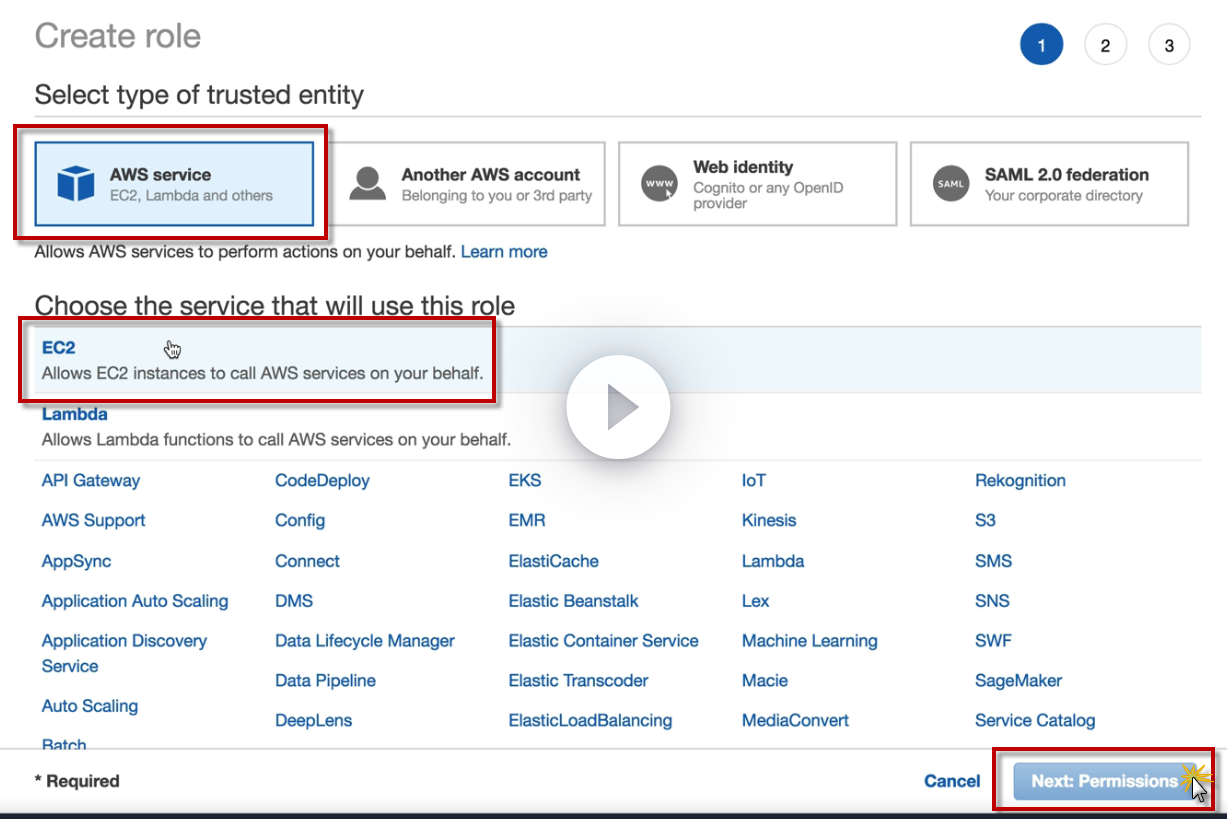 Create role
1 2 3
Select type of trusted entity
AWS service
EC2, Lambda and others
Another AWS account
Belonging to you or 3rd party
WWW
Web identity
Cognito or any OpenID
provider
SAML
SAML 2.0 federation
Your corporate directory
Allows AWS services to perform actions on your behalf. Learn more
Choose the service that will use this role
EC2
Allows EC2 instances to call AWS services on your behalf.
Lambda
Allows Lambda functions to call AWS services on your behalf.
API Gateway CodeDeploy EKS IoT Rekognition
AWS Support Config EMR Kinesis S3
AppSync Connect ElastiCache Lambda SMS
Application Auto Scaling DMS Elastic Beanstalk Lex SNS
Application Discovery Data Lifecycle Manager Elastic Container Service Machine Learning SWF
Service
Data Pipeline Elastic Transcoder Macie SageMaker
Auto Scaling
DeepLens ElasticLoadBalancing MediaConvert Service Catalog
Batch
* Required Cancel Next: Permissions